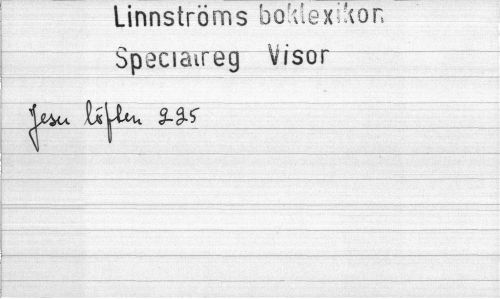 Linnströms boklexikon
Specialreg Visor
Jesu löften 225